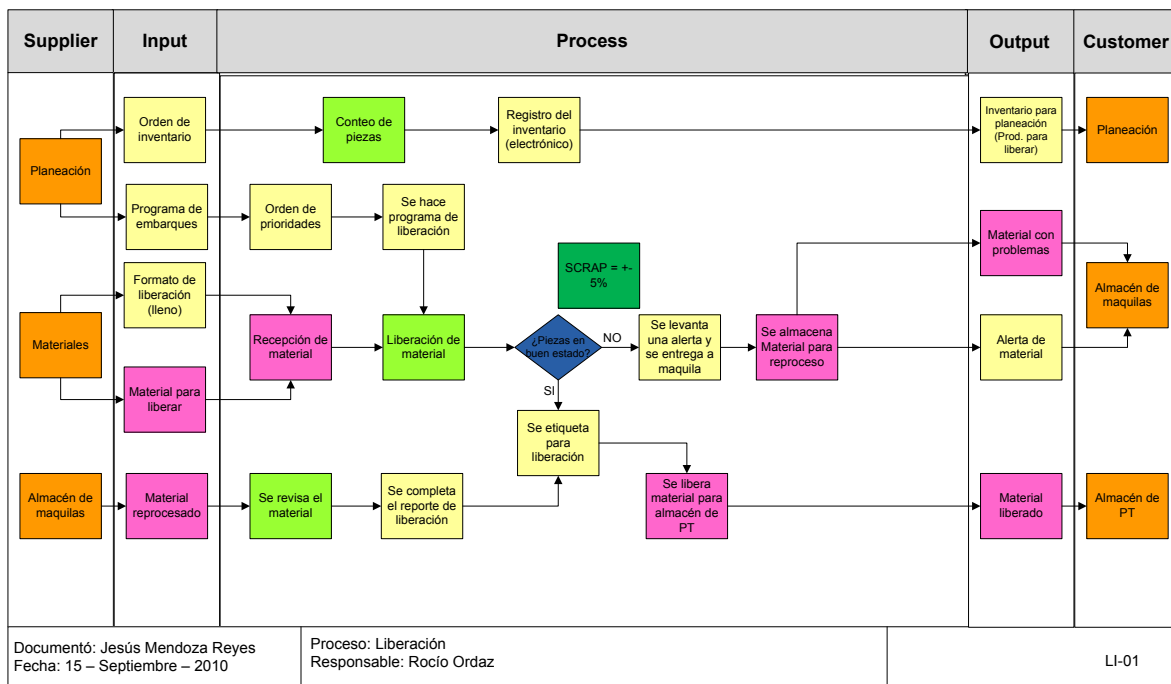 Supplier
Input
Process
Output
Customer
Planeación
Orden de
inventario
Conteo de
piezas
Registro del
inventario
(electrónico)
Inventario para
planeación
(Prod. para
liberar)
Planeación
Programa de
embarques
Orden de
prioridades
Se hace
programa de
liberación
Material con
problemas
SCRAP = +-
5%
Almacén de
maquilas
Materiales
Formato de
liberación
(lleno)
Recepción de
material
Liberación de
material
¿Piezas en
buen estado?
NO
Se levanta
una alerta y
se entrega a
maquila
Se almacena
Material para
reproceso
Alerta de
material
Material para
liberar
SI
Se etiqueta
para
liberación
Almacén de
maquilas
Material
reprocesado
Se revisa el
material
Se completa
el reporte de
liberación
Se libera
material para
almacén de
PT
Material
liberado
Almacén de
PT
Documentó: Jesús Mendoza Reyes
Fecha: 15 – Septiembre – 2010
Proceso: Liberación
Responsable: Rocío Ordaz
LI-01